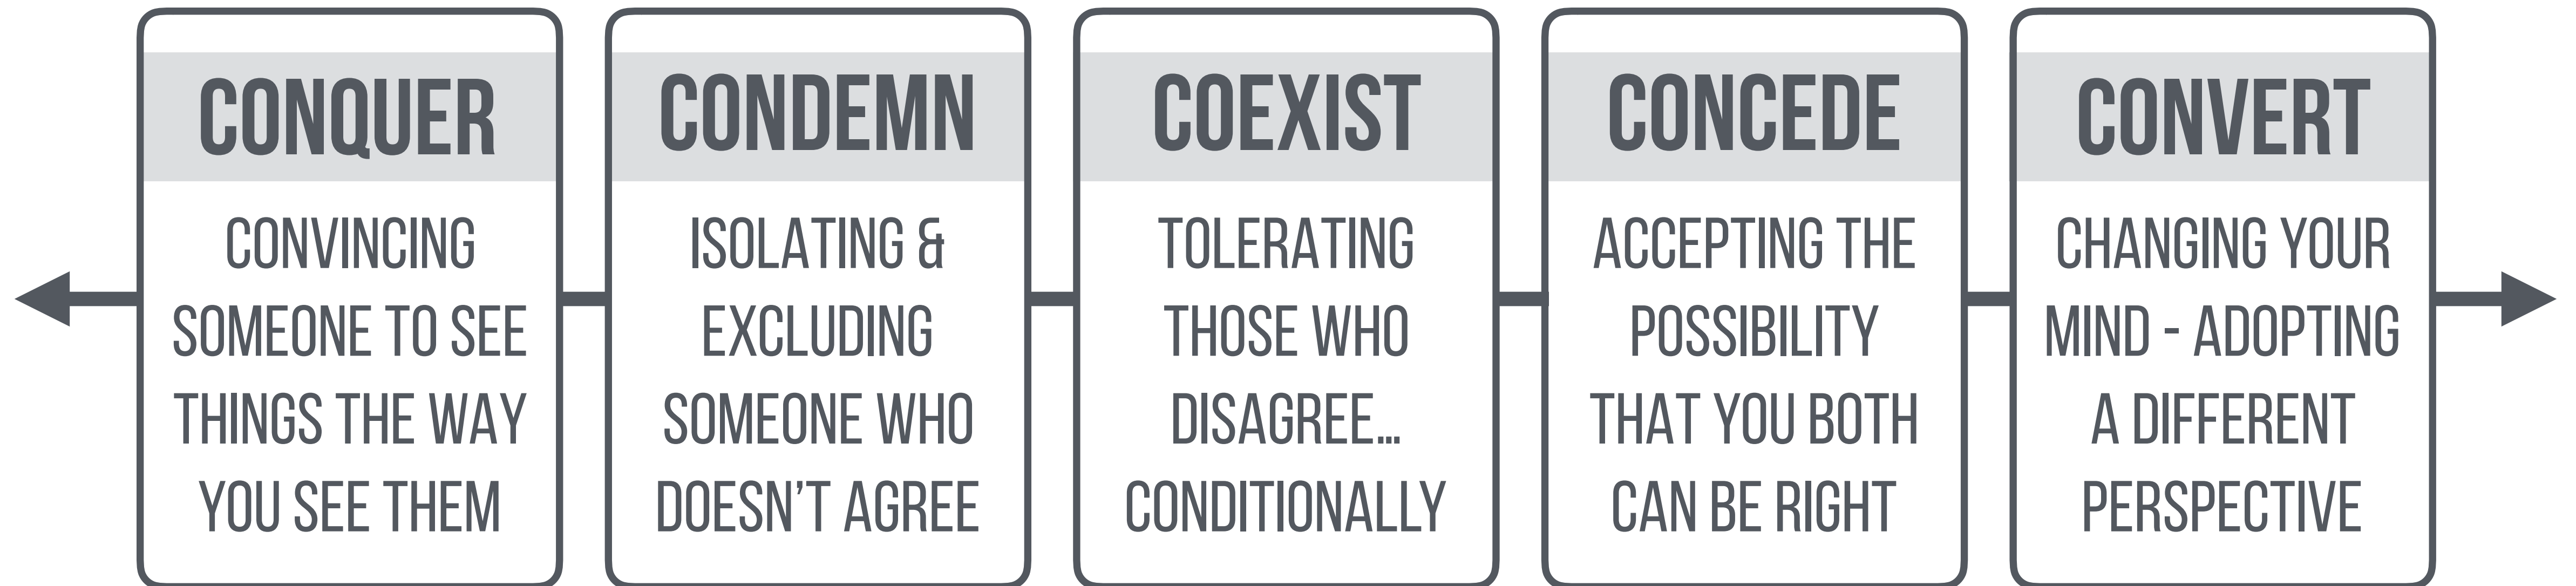 CONQUER
CONVINCING
SOMEONE TO SEE
THINGS THE WAY
YOU SEE THEM
CONDEMN
ISOLATING &
EXCLUDING
SOMEONE WHO
DOESN'T AGREE
COEXIST
TOLERATING
THOSE WHO
DISAGREE...
CONDITIONALLY
CONCEDE
ACCEPTING THE
POSSIBILITY
THAT YOU BOTH
CAN BE RIGHT
CONVERT
CHANGING YOUR
MIND - ADOPTING
A DIFFERENT
PERSPECTIVE